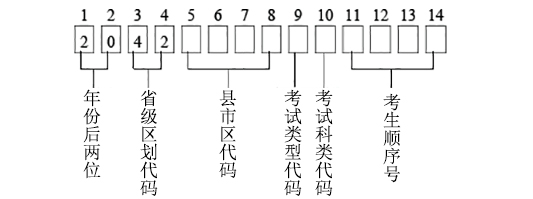 1 2 3 4 5 6 7 8 9 10 11 12 13 14
2 0 4 2
年份后两位
省级区划代码
县市区代码
考试类型代码
考试科类代码
考生顺序号